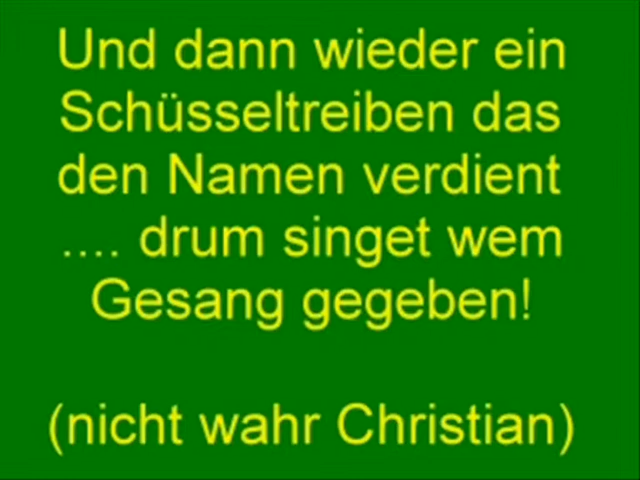 Und dann wieder ein
Schüsseltreiben das
den Namen verdient
.... drum singet wem
Gesang gegeben!
(nicht wahr Christian)